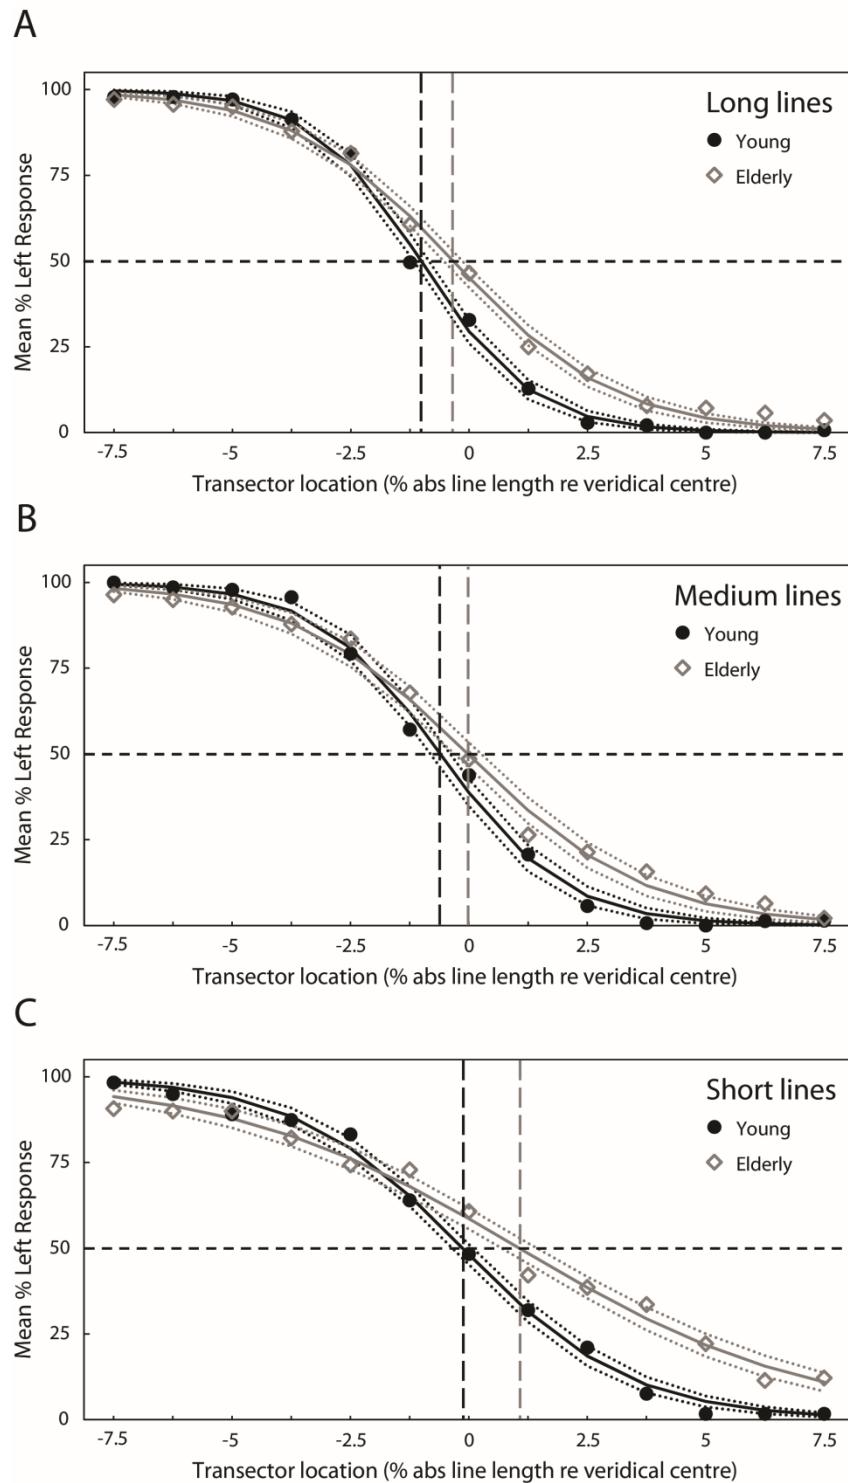 A
Long lines
Young
Elderly
Mean % Left Response
100
75
50
25
0
-7.5 -5 -2.5 0 2.5 5 7.5
Transector location (% abs line length re veridical centre)
B
Medium lines
Young
Elderly
Mean % Left Response
100
75
50
25
0
-7.5 -5 -2.5 0 2.5 5 7.5
Transector location (% abs line length re veridical centre)
C
Short lines
Young
Elderly
Mean % Left Response
100
75
50
25
0
-7.5 -5 -2.5 0 2.5 5 7.5
Transector location (% abs line length re veridical centre)